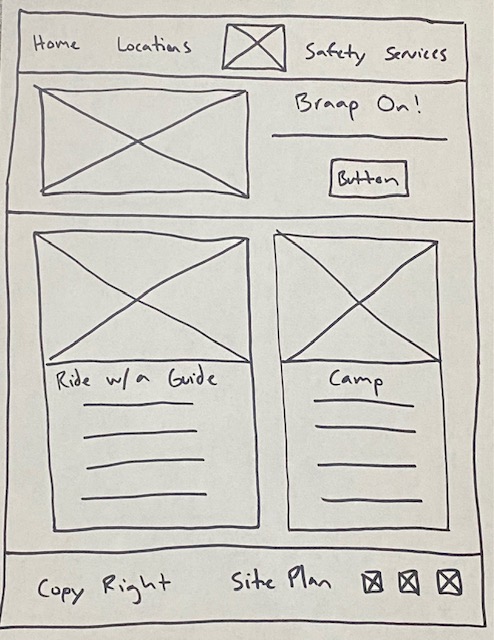 Home Locations Safety Services
Braap On!
Button
Ride w/a Guide
Camp
Copy Right Site Plan